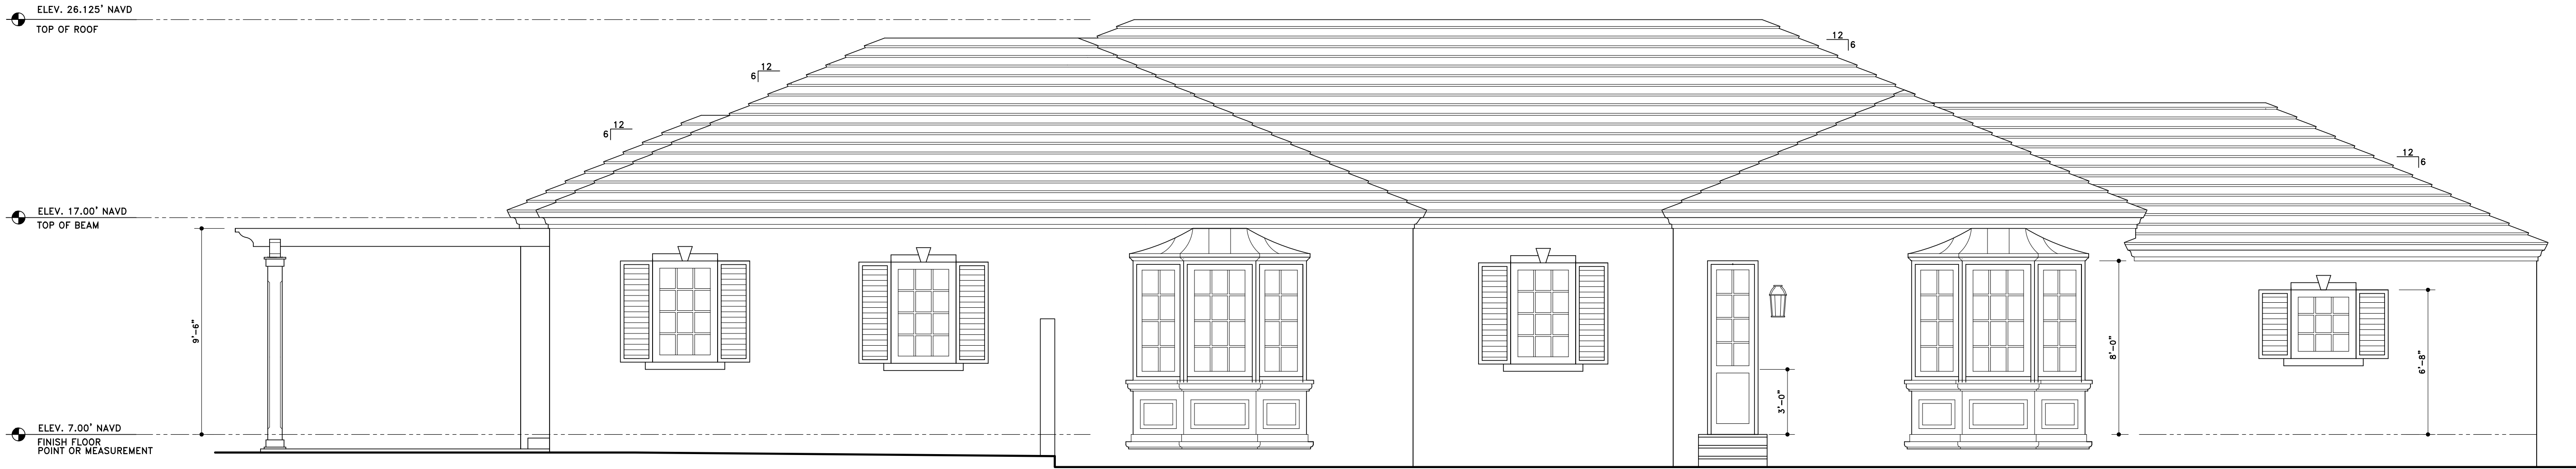 ELEV. 26.125' NAVD
TOP OF ROOF
12
6
12
6
12
6
12
6
ELEV. 17.00' NAVD
TOP OF BEAM
9'-6"
8'-0"
6'-8"
3'-0"
ELEV. 7.00' NAVD
FINISH FLOOR
POINT OR MEASUREMENT